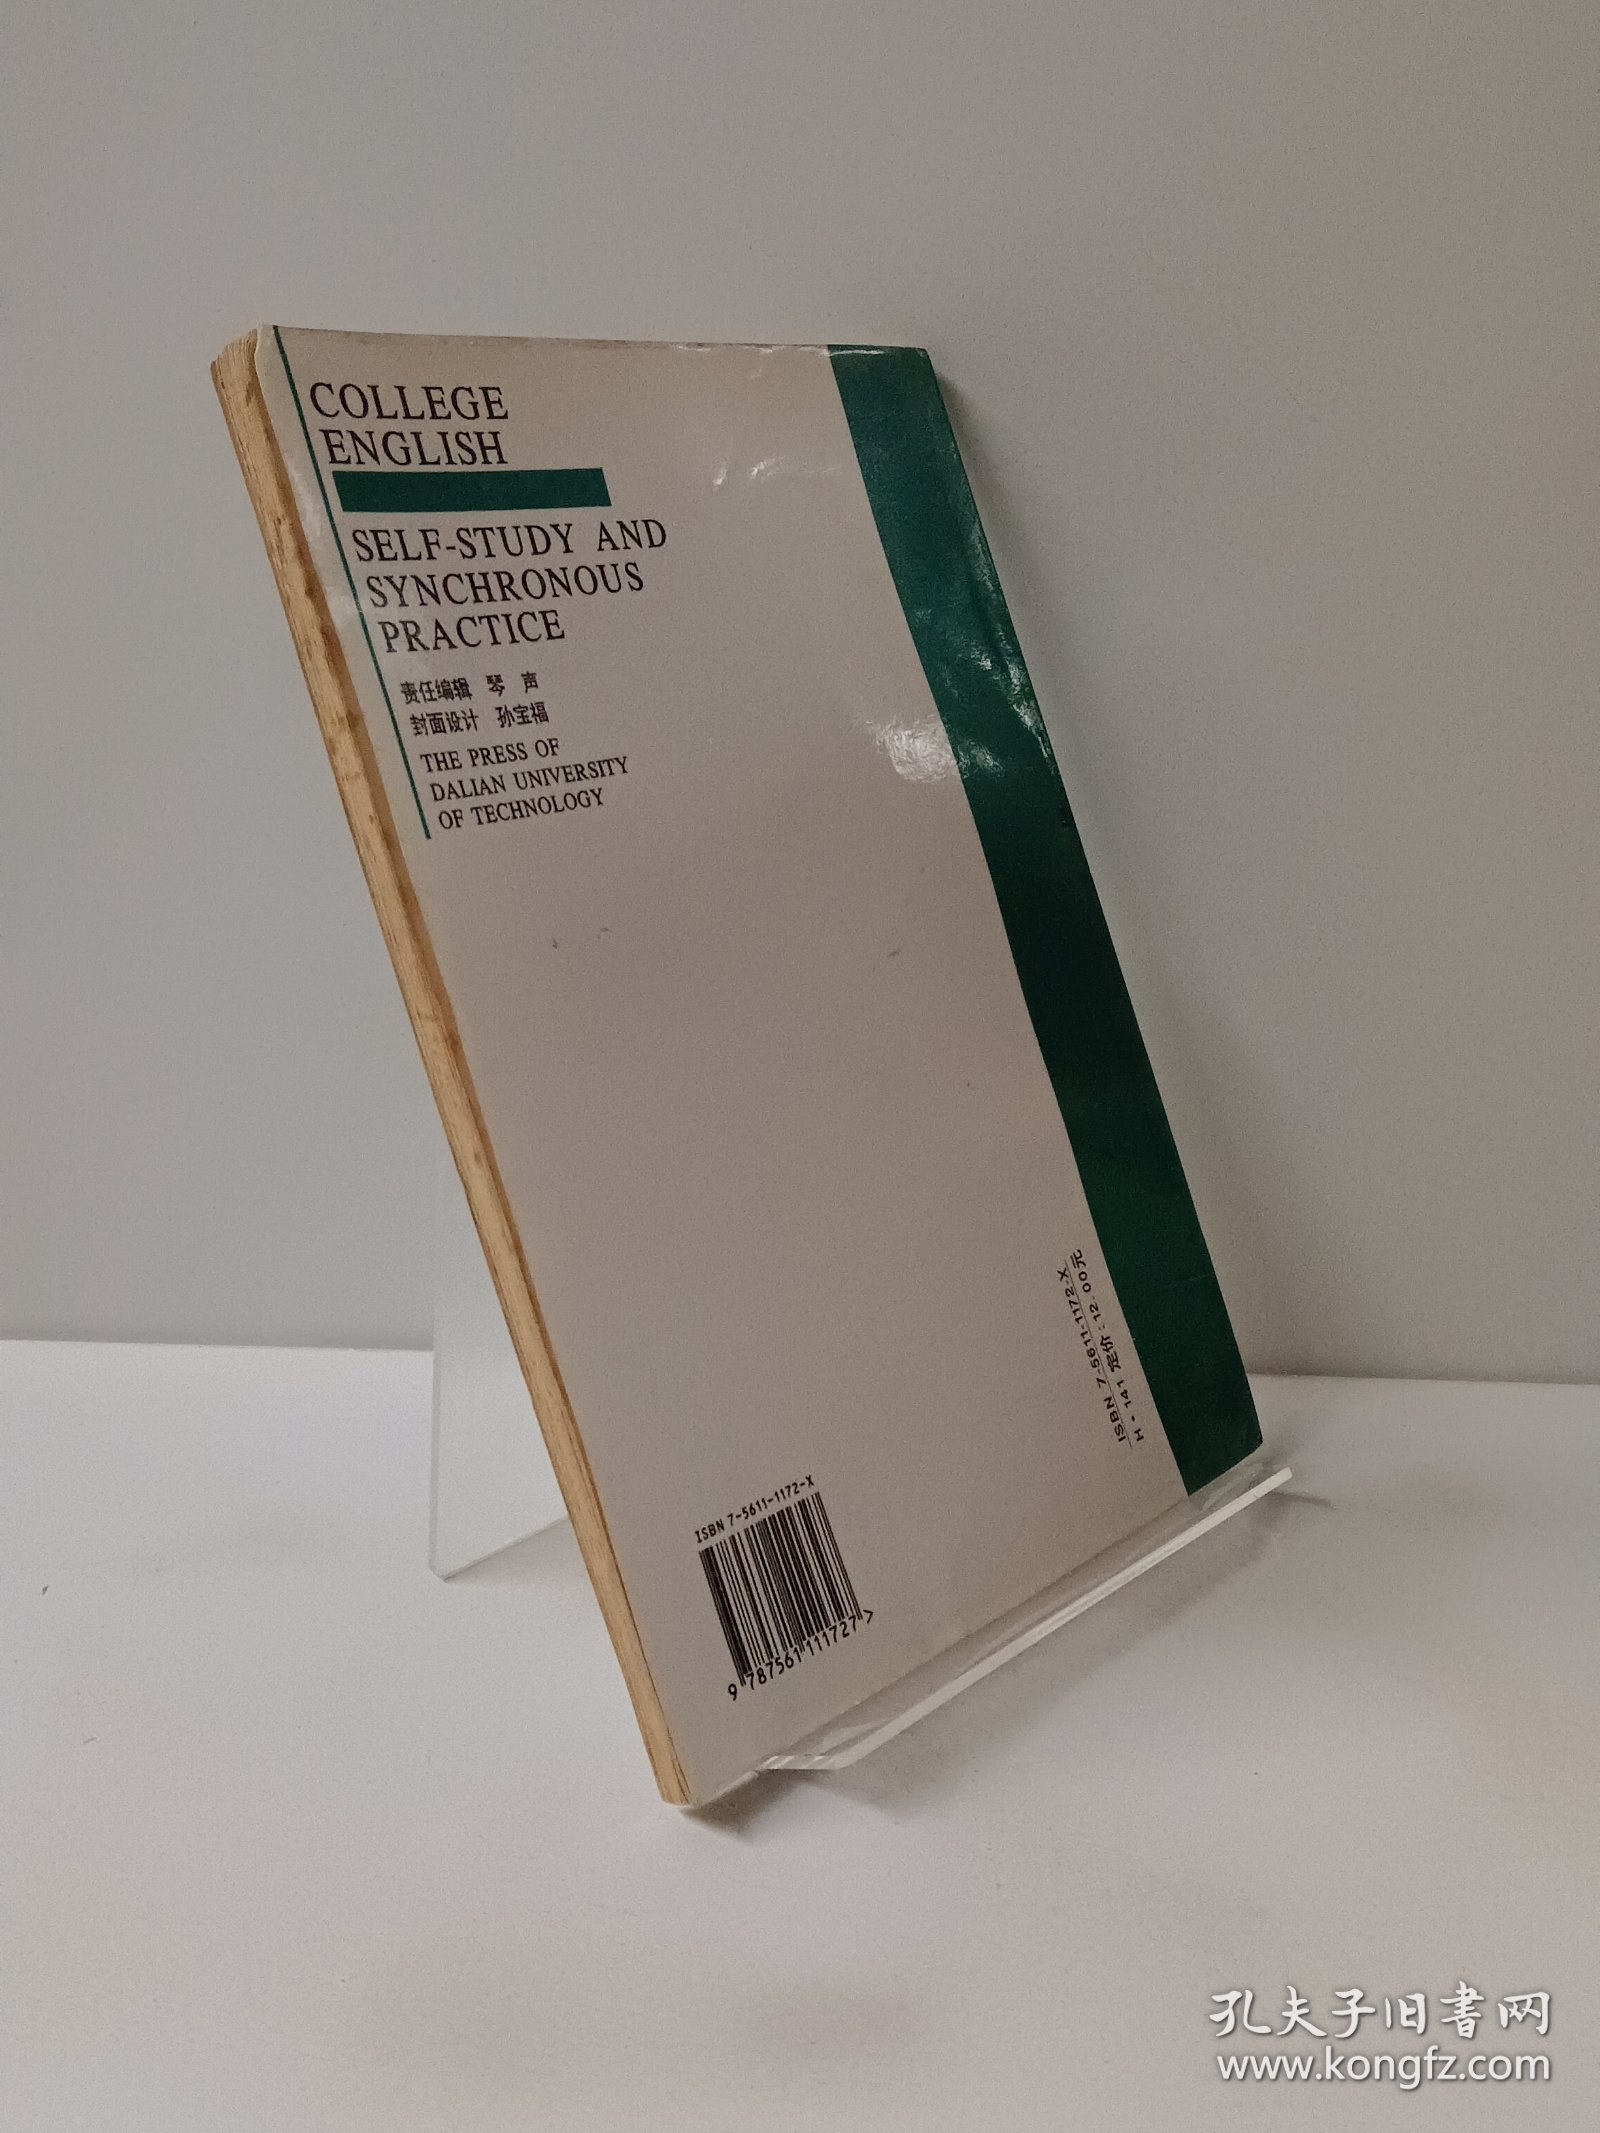 COLLEGE
ENGLISH
SELF-STUDY AND
SYNCHRONOUS
PRACTICE
责任编辑 琴 声
封面设计 孙宝福
THE PRESS OF
DALIAN UNIVERSITY
OF TECHNOLOGY
ISBN 7-5611-1172-X
H·141 定价:12.00元
ISBN 7-5611-1172-X
9 787561 111727 >
孔夫子旧书网
www.kongfz.com